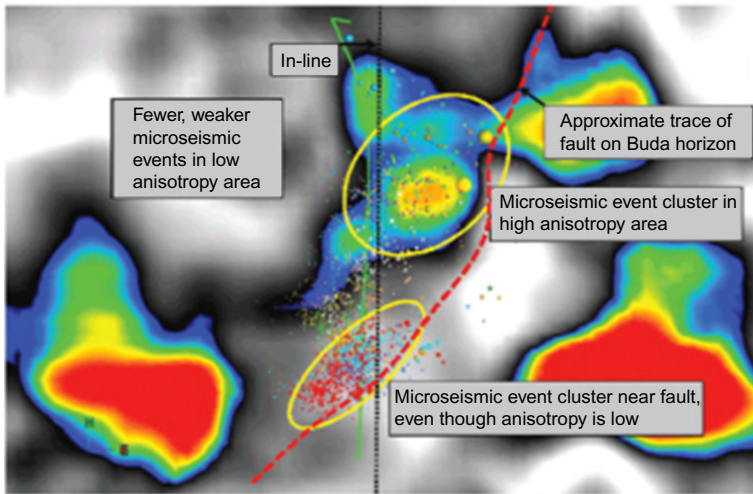 In-line
Fewer, weaker
microseismic
events in low
anisotropy area
Approximate trace of
fault on Buda horizon
Microseismic event cluster in
high anisotropy area
Microseismic event cluster near fault,
even though anisotropy is low